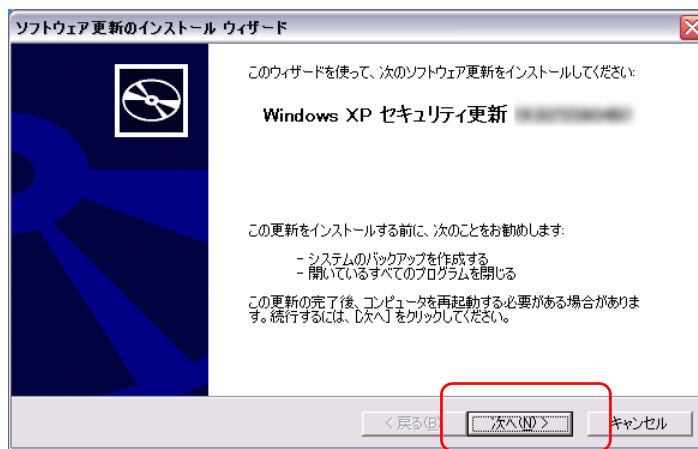 ソフトウェア更新のインストール ウィザード
このウィザードを使って、次のソフトウェア更新をインストールしてください:
Windows XP セキュリティ更新
この更新をインストールする前に、次のことをお勧めします:
- システムのバックアップを作成する
- 開いているすべてのプログラムを閉じる
この更新の完了後、コンピュータを再起動する必要がある場合がありま
す。続行するには、[次へ] をクリックしてください。
< 戻る(B)
次へ(N) >
キャンセル